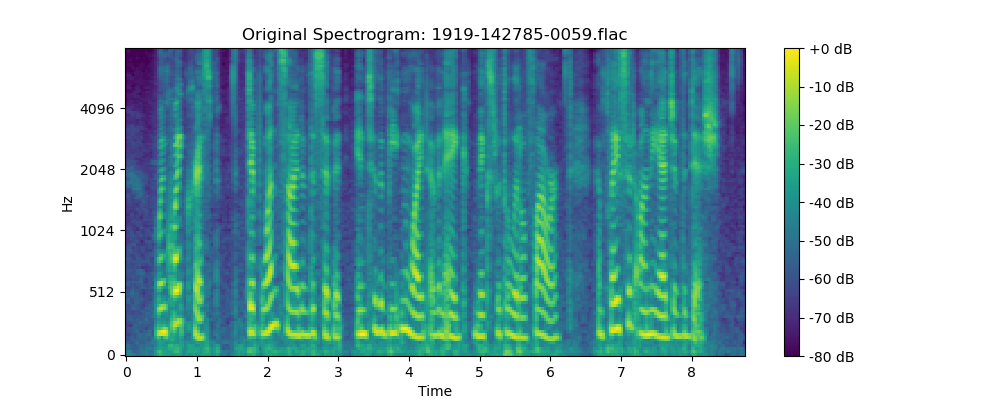 Original Spectrogram: 1919-142785-0059.flac
Hz
4096
2048
1024
512
0
0 1 2 3 4 5 6 7 8
Time
+0 dB
-10 dB
-20 dB
-30 dB
-40 dB
-50 dB
-60 dB
-70 dB
-80 dB